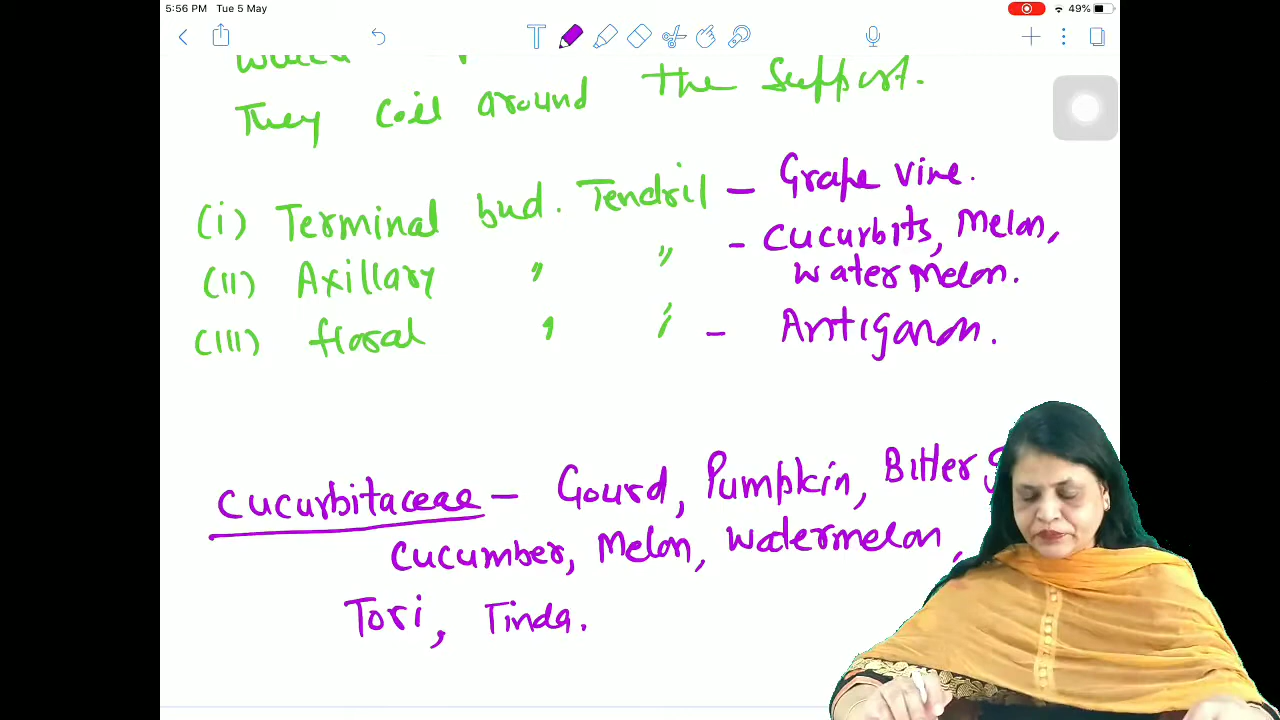 5:56 PM Tue 5 May 49%
They coil around the support.
(i) Terminal bud. Tendril - Grape vine.
(ii) Axillary " " - Cucurbits, Melon,
watermelon.
(iii) floral " " - Antigonon.
Cucurbitaceae - Gourd, Pumpkin, Bitter
Cucumber, Melon, watermelon,
Tori, Tinda.